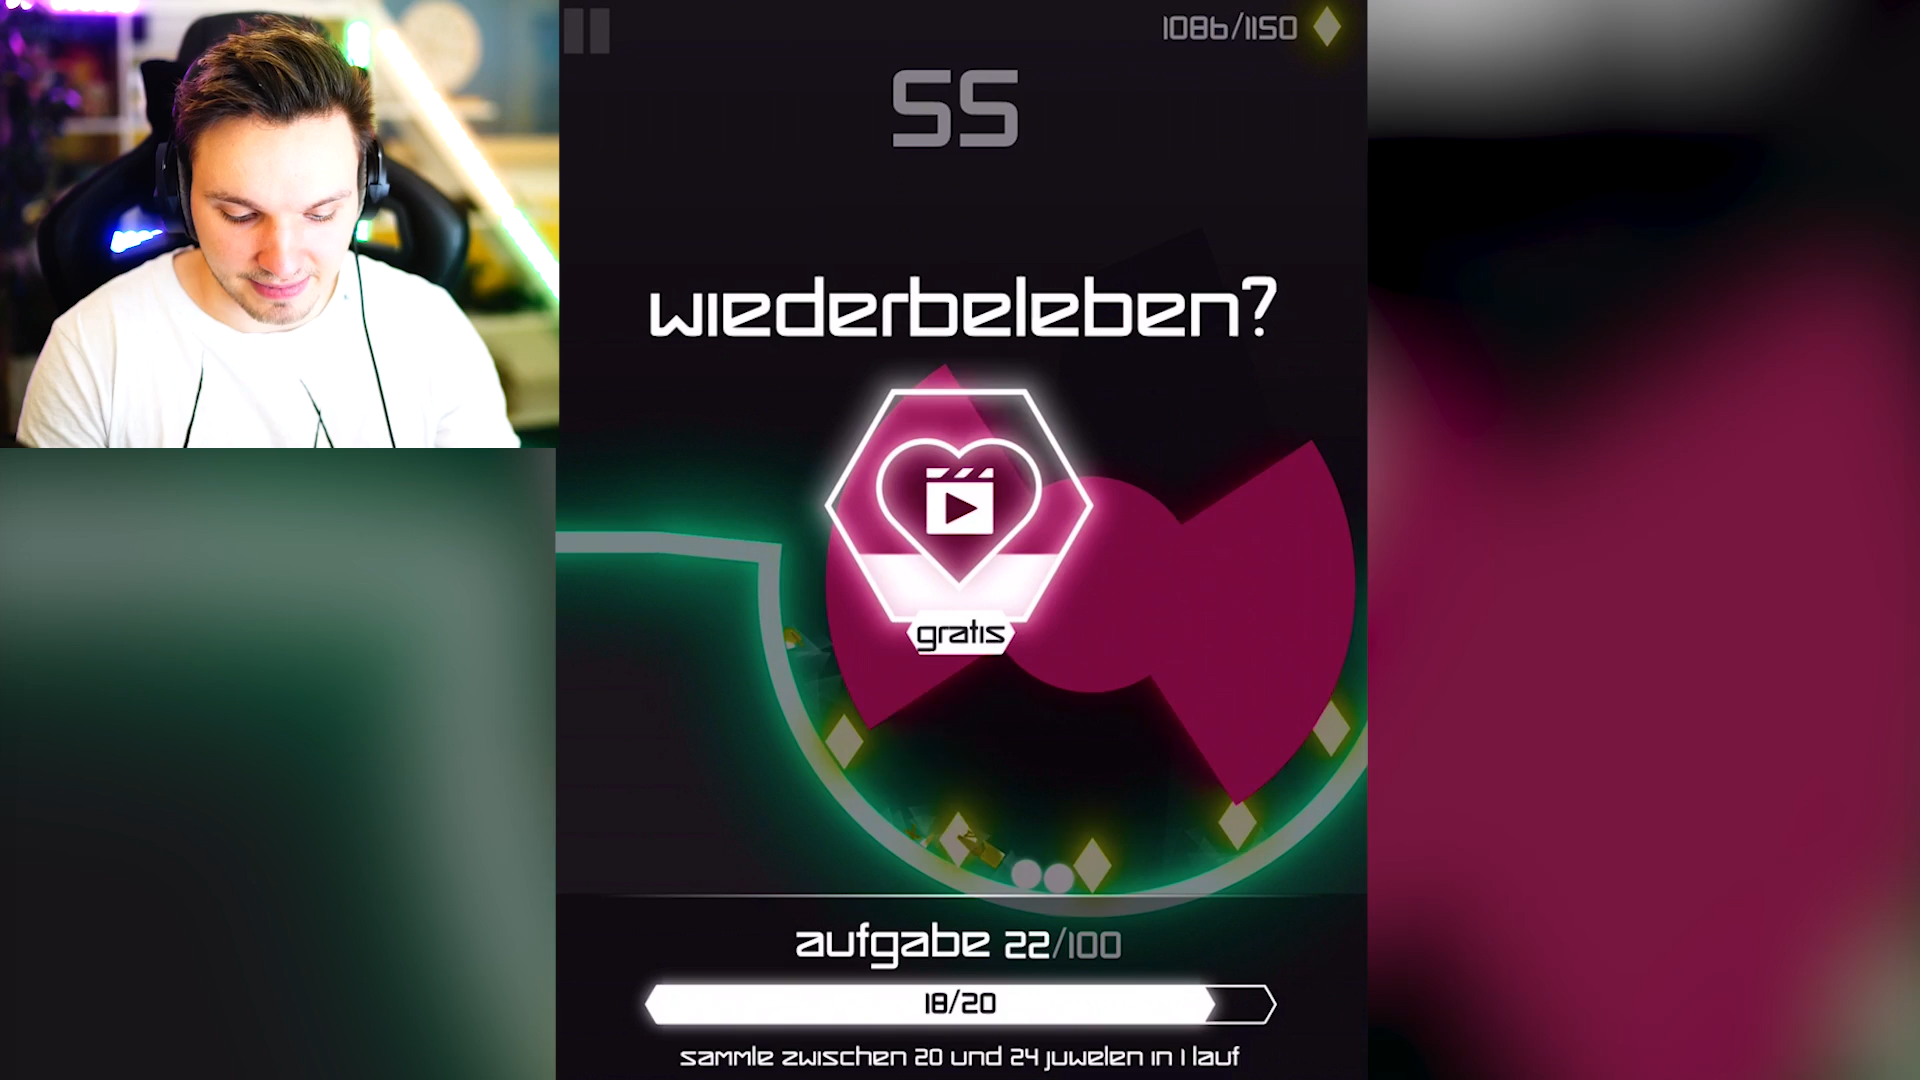 1086/1150
55
wiederbeleben?
gratis
aufgabe 22/100
18/20
sammle zwischen 20 und 24 juwelen in 1 lauf